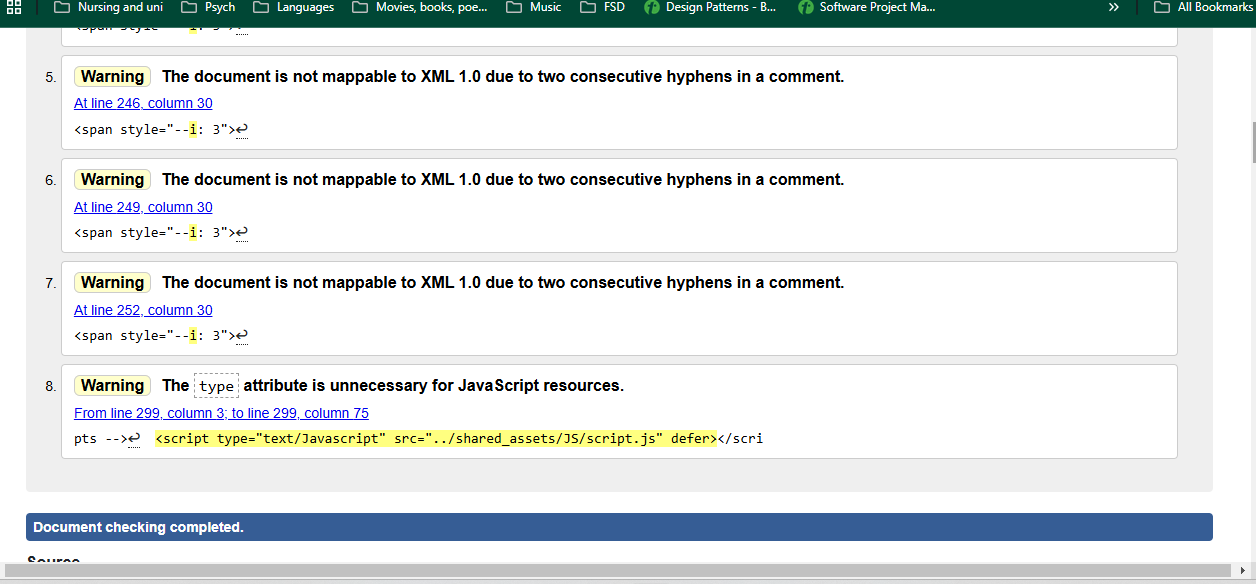 Nursing and uni Psych Languages Movies, books, poe... Music FSD Design Patterns - B... Software Project Ma... » All Bookmarks
<span style="--i: 3">↩
5. Warning The document is not mappable to XML 1.0 due to two consecutive hyphens in a comment.
At line 246, column 30
<span style="--i: 3">↩
6. Warning The document is not mappable to XML 1.0 due to two consecutive hyphens in a comment.
At line 249, column 30
<span style="--i: 3">↩
7. Warning The document is not mappable to XML 1.0 due to two consecutive hyphens in a comment.
At line 252, column 30
<span style="--i: 3">↩
8. Warning The type attribute is unnecessary for JavaScript resources.
From line 299, column 3; to line 299, column 75
pts -->↩ <script type="text/Javascript" src="../shared_assets/JS/script.js" defer></scri
Document checking completed.
Source